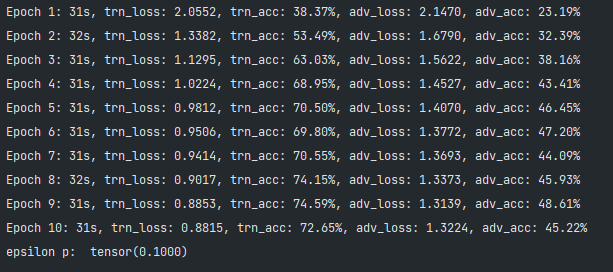 Epoch 1: 31s, trn_loss: 2.0552, trn_acc: 38.37%, adv_loss: 2.1470, adv_acc: 23.19%
Epoch 2: 32s, trn_loss: 1.3382, trn_acc: 53.49%, adv_loss: 1.6790, adv_acc: 32.39%
Epoch 3: 31s, trn_loss: 1.1295, trn_acc: 63.03%, adv_loss: 1.5622, adv_acc: 38.16%
Epoch 4: 31s, trn_loss: 1.0224, trn_acc: 68.95%, adv_loss: 1.4527, adv_acc: 43.41%
Epoch 5: 31s, trn_loss: 0.9812, trn_acc: 70.50%, adv_loss: 1.4070, adv_acc: 46.45%
Epoch 6: 31s, trn_loss: 0.9506, trn_acc: 69.80%, adv_loss: 1.3772, adv_acc: 47.20%
Epoch 7: 31s, trn_loss: 0.9414, trn_acc: 70.55%, adv_loss: 1.3693, adv_acc: 44.09%
Epoch 8: 32s, trn_loss: 0.9017, trn_acc: 74.15%, adv_loss: 1.3373, adv_acc: 45.93%
Epoch 9: 31s, trn_loss: 0.8853, trn_acc: 74.59%, adv_loss: 1.3139, adv_acc: 48.61%
Epoch 10: 31s, trn_loss: 0.8815, trn_acc: 72.65%, adv_loss: 1.3224, adv_acc: 45.22%
epsilon p:  tensor(0.1000)